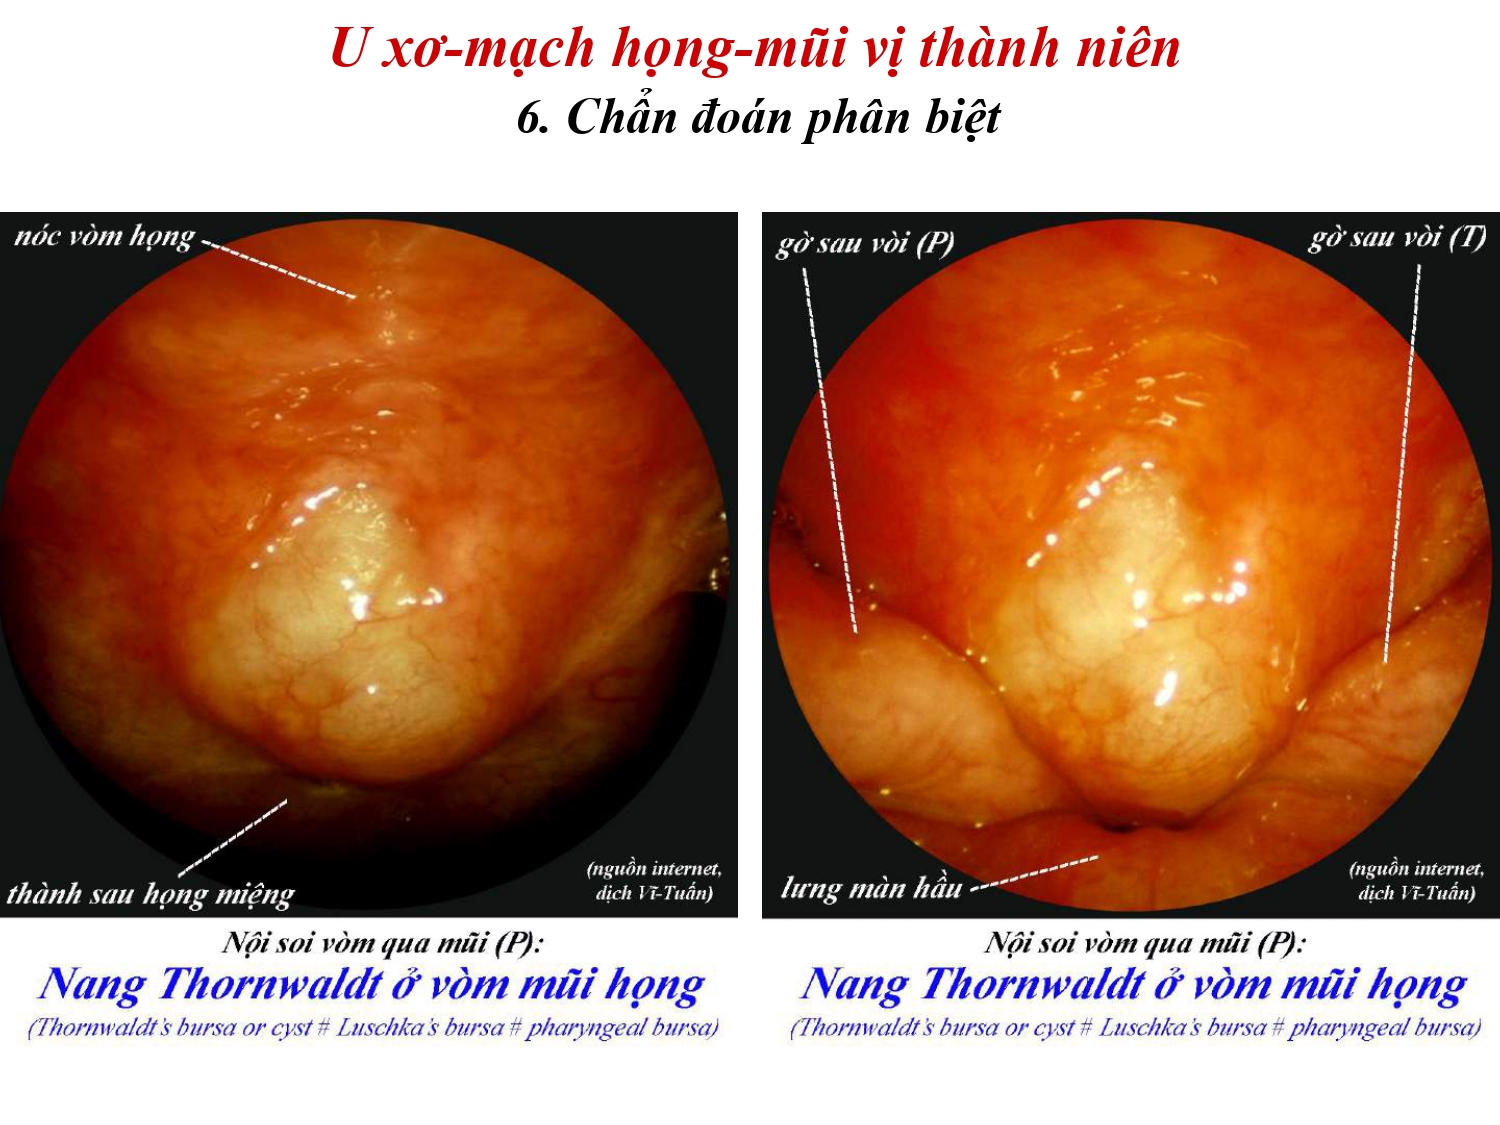 U xơ-mạch họng-mũi vị thành niên
6. Chẩn đoán phân biệt
nóc vòm họng
thành sau họng miệng
(nguồn internet,
dịch Vĩ-Tuấn)
Nội soi vòm qua mũi (P):
Nang Thornwaldt ở vòm mũi họng
(Thornwaldt's bursa or cyst # Luschka's bursa # pharyngeal bursa)
gờ sau vòi (P)
gờ sau vòi (T)
lưng màn hầu
(nguồn internet,
dịch Vĩ-Tuấn)
Nội soi vòm qua mũi (P):
Nang Thornwaldt ở vòm mũi họng
(Thornwaldt's bursa or cyst # Luschka's bursa # pharyngeal bursa)